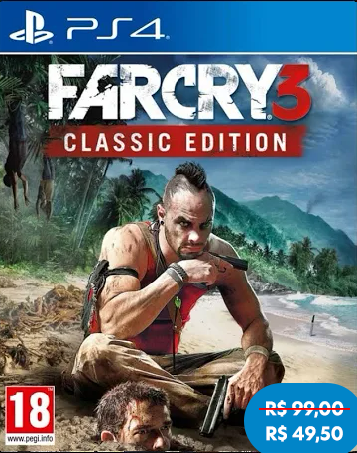 PS4
FARCRY3
CLASSIC EDITION
18
www.pegi.info
R$ 99,00
R$ 49,50